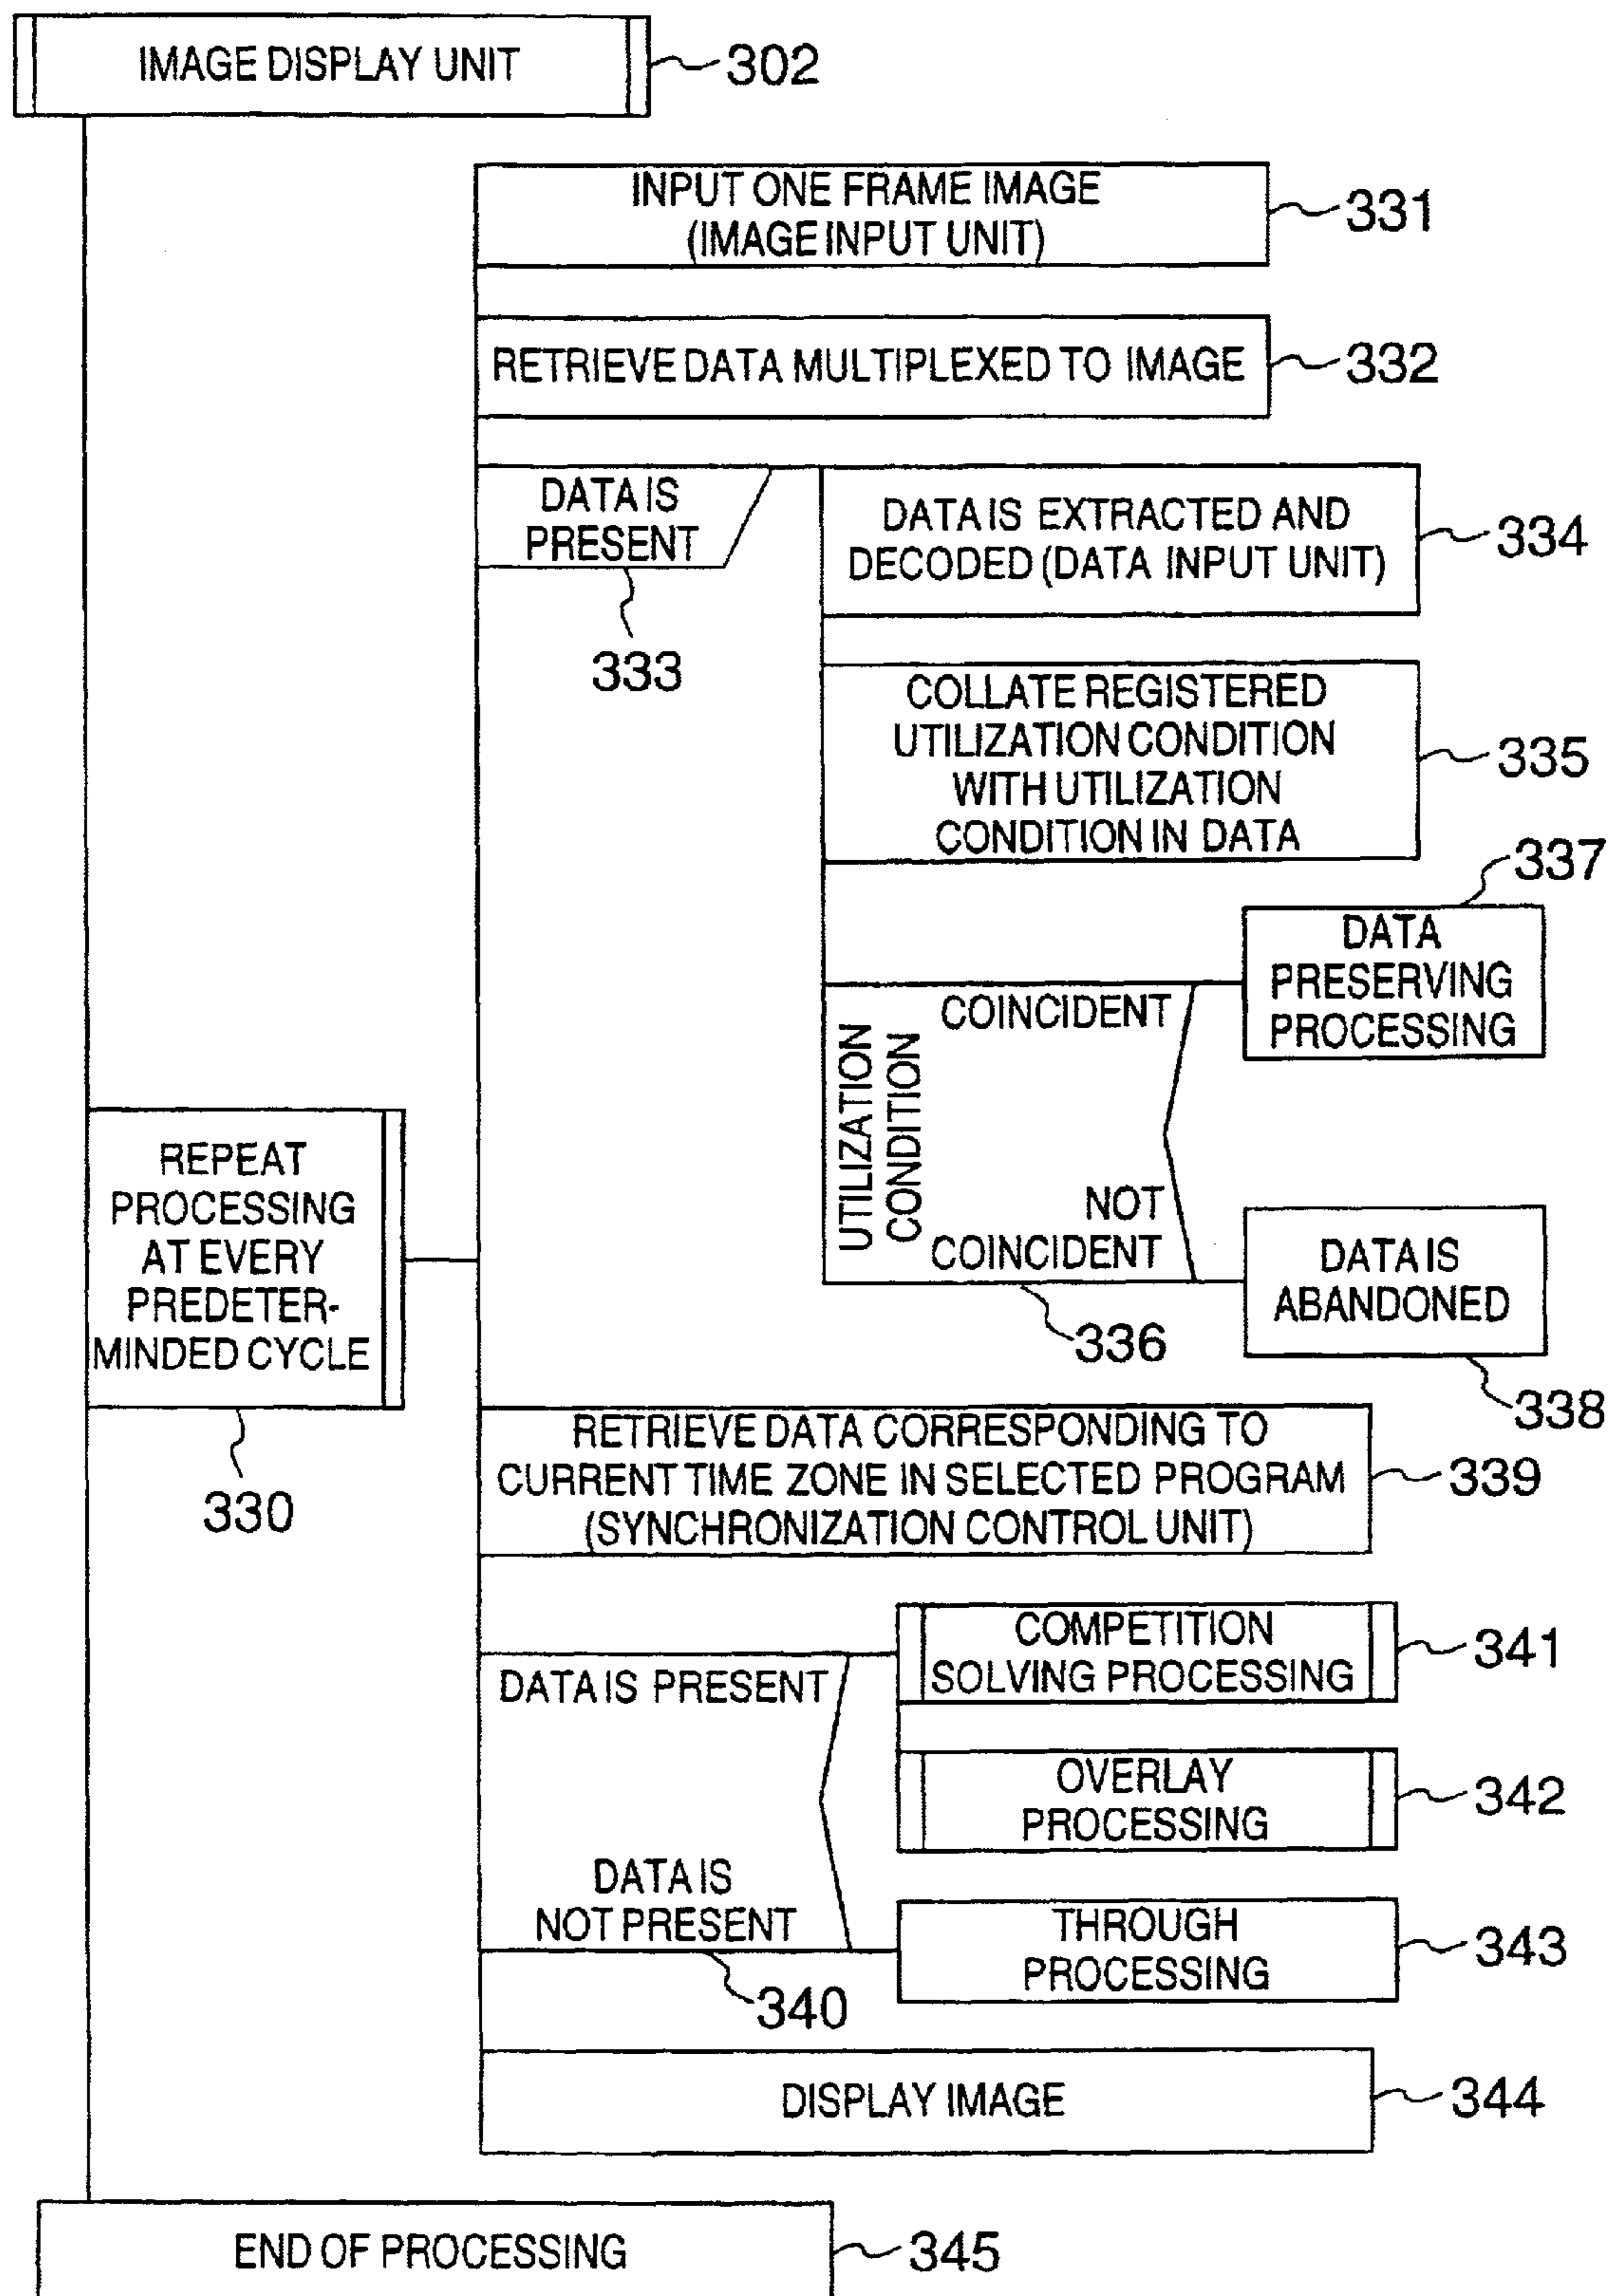 IMAGE DISPLAY UNIT
302
INPUT ONE FRAME IMAGE
(IMAGE INPUT UNIT)
331
RETRIEVE DATA MULTIPLEXED TO IMAGE
332
DATA IS
PRESENT
333
DATA IS EXTRACTED AND
DECODED (DATA INPUT UNIT)
334
COLLATE REGISTERED
UTILIZATION CONDITION
WITH UTILIZATION
CONDITION IN DATA
335
UTILIZATION
CONDITION
COINCIDENT
NOT
COINCIDENT
336
DATA
PRESERVING
PROCESSING
337
DATA IS
ABANDONED
338
REPEAT
PROCESSING
AT EVERY
PREDETER-
MINDED CYCLE
330
RETRIEVE DATA CORRESPONDING TO
CURRENT TIME ZONE IN SELECTED PROGRAM
(SYNCHRONIZATION CONTROL UNIT)
339
DATA IS PRESENT
DATA IS
NOT PRESENT
340
COMPETITION
SOLVING PROCESSING
341
OVERLAY
PROCESSING
342
THROUGH
PROCESSING
343
DISPLAY IMAGE
344
END OF PROCESSING
345